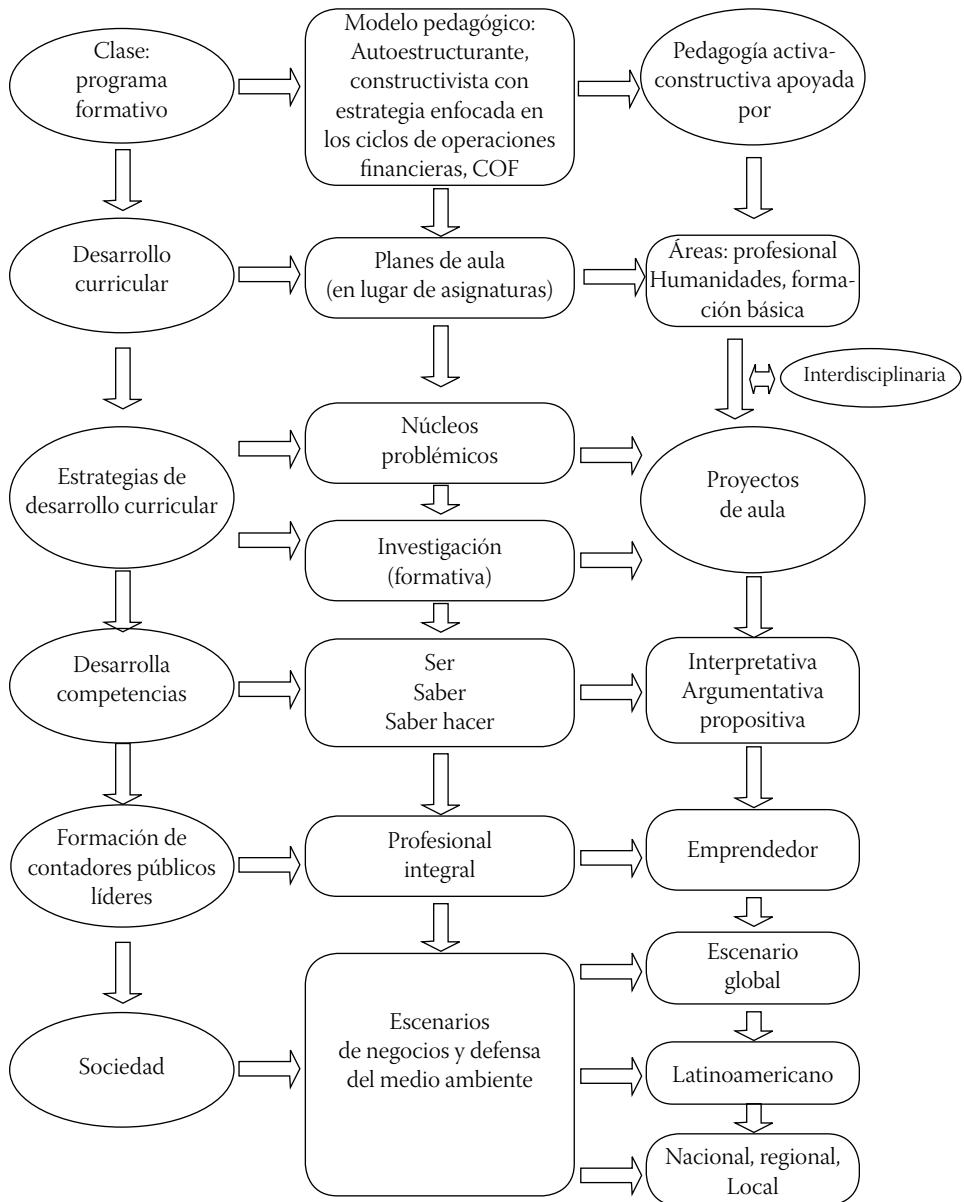 Clase:
programa
formativo
Modelo pedagógico:
Autoestructurante,
constructivista con
estrategia enfocada en
los ciclos de operaciones
financieras, COF
Pedagogía activa-
constructiva apoyada
por
Desarrollo
curricular
Planes de aula
(en lugar de asignaturas)
Áreas: profesional
Humanidades, forma-
ción básica
Interdisciplinaria
Estrategias de
desarrollo curricular
Núcleos
problémicos
Investigación
(formativa)
Proyectos
de aula
Desarrolla
competencias
Ser
Saber
Saber hacer
Interpretativa
Argumentativa
propositiva
Formación de
contadores públicos
líderes
Profesional
integral
Emprendedor
Sociedad
Escenarios
de negocios y defensa
del medio ambiente
Escenario
global
Latinoamericano
Nacional, regional,
Local